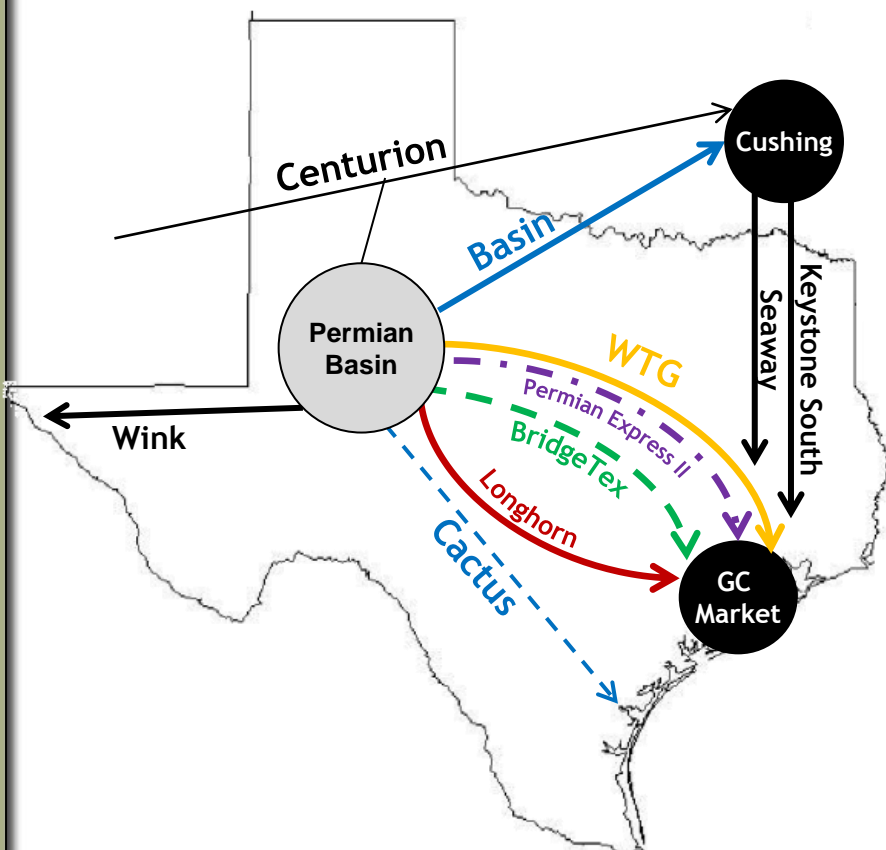 Centurion
Cushing
Basin
Keystone South
Seaway
Permian
Basin
WTG
Permian Express II
BridgeTex
Wink
Longhorn
Cactus
GC
Market